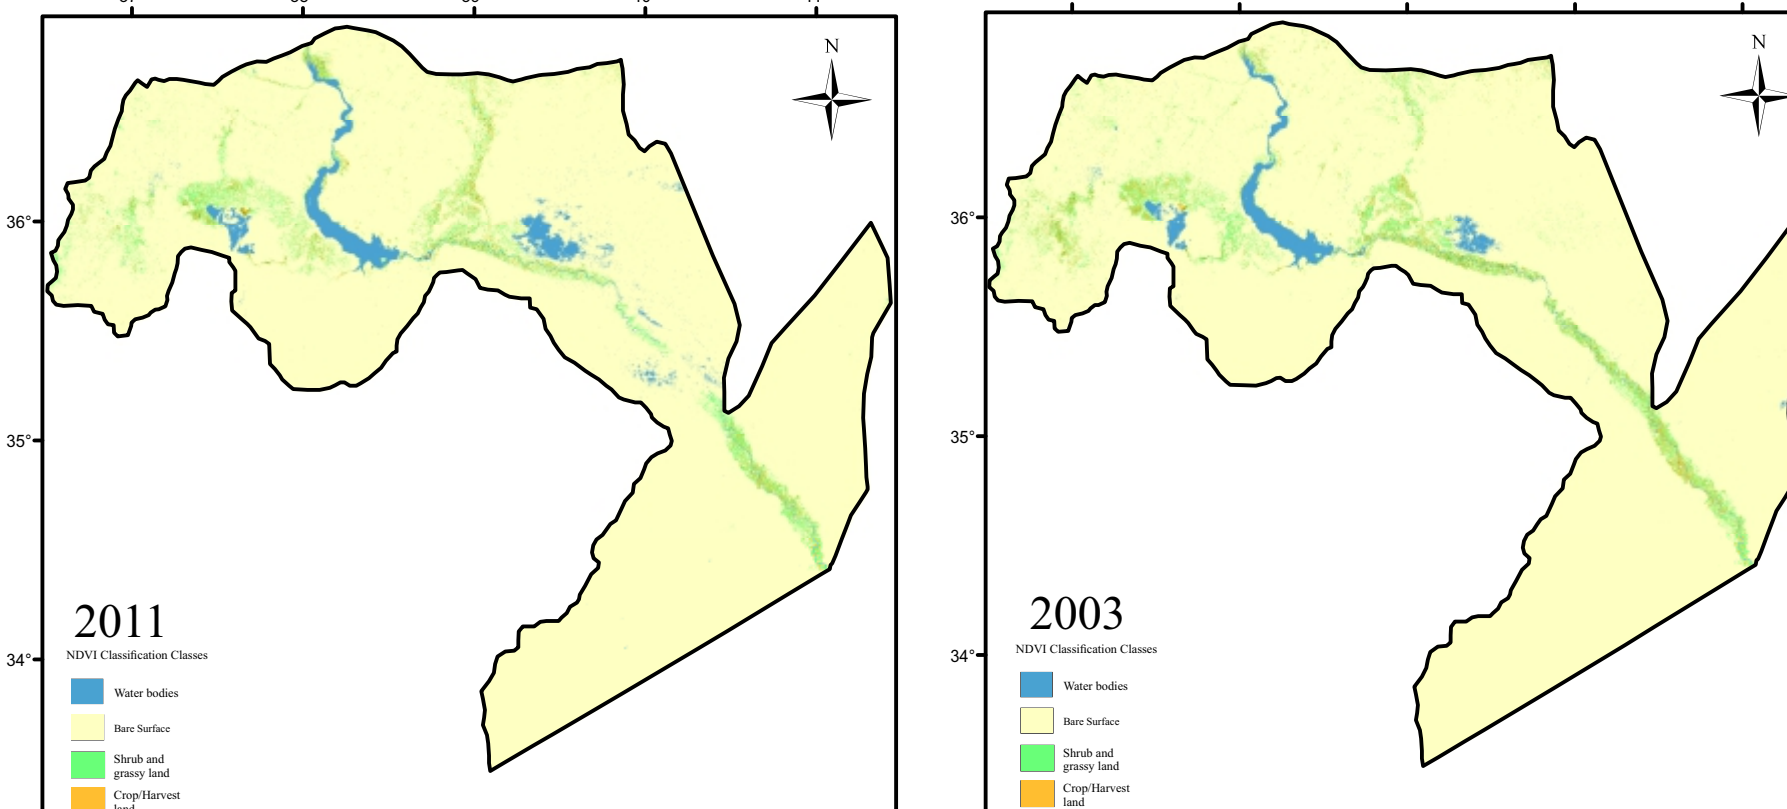 N
36°
35°
34°
2011
NDVI Classification Classes
Water bodies
Bare Surface
Shrub and
grassy land
Crop/Harvest
land
N
36°
35°
34°
2003
NDVI Classification Classes
Water bodies
Bare Surface
Shrub and
grassy land
Crop/Harvest
land